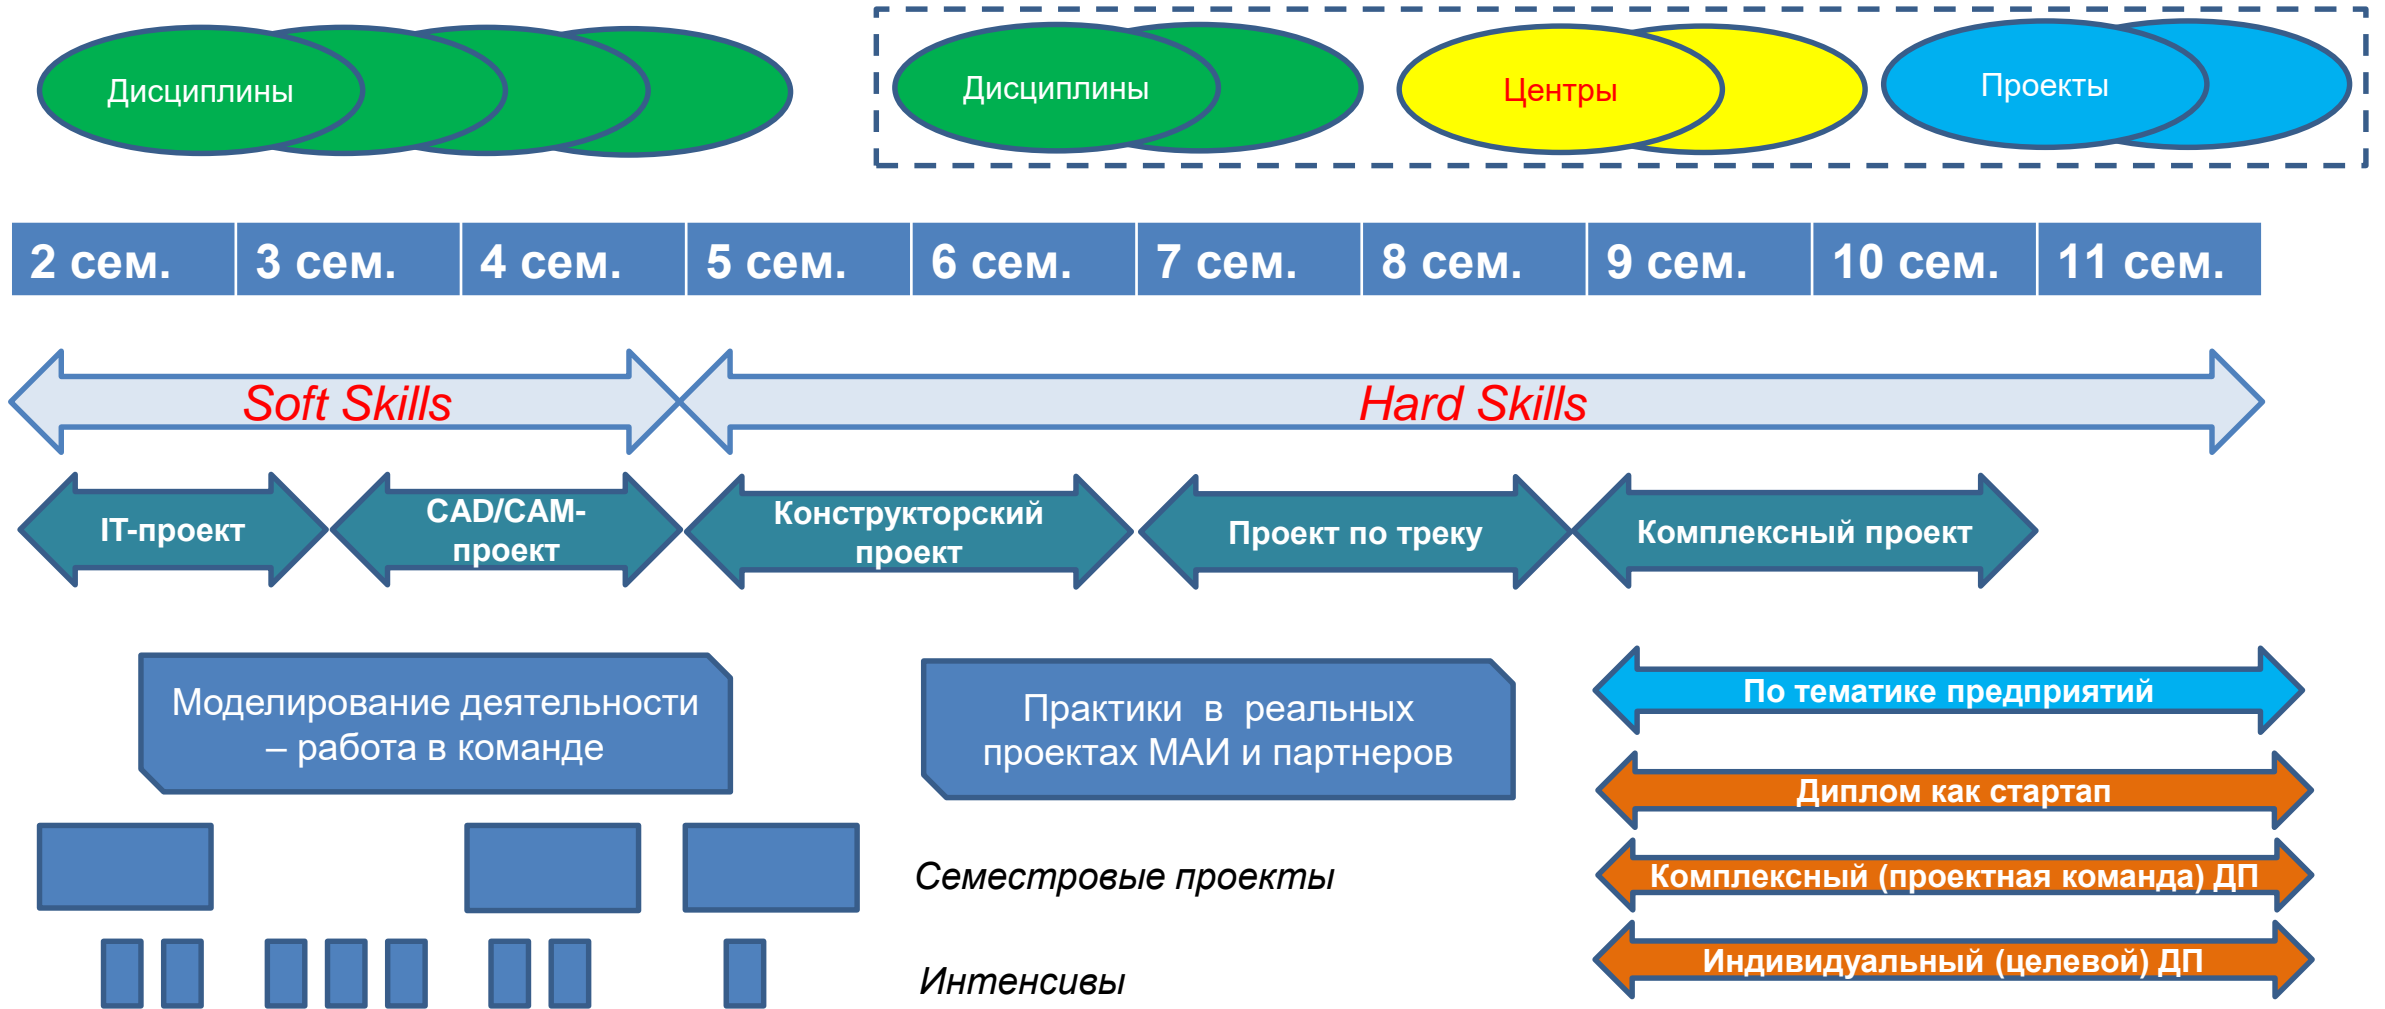 Дисциплины
Дисциплины
Центры
Проекты
2 сем.
3 сем.
4 сем.
5 сем.
6 сем.
7 сем.
8 сем.
9 сем.
10 сем.
11 сем.
Soft Skills
Hard Skills
IT-проект
CAD/CAM-
проект
Конструкторский
проект
Проект по треку
Комплексный проект
Моделирование деятельности
– работа в команде
Практики в реальных
проектах МАИ и партнеров
По тематике предприятий
Диплом как стартап
Комплексный (проектная команда) ДП
Индивидуальный (целевой) ДП
Семестровые проекты
Интенсивы